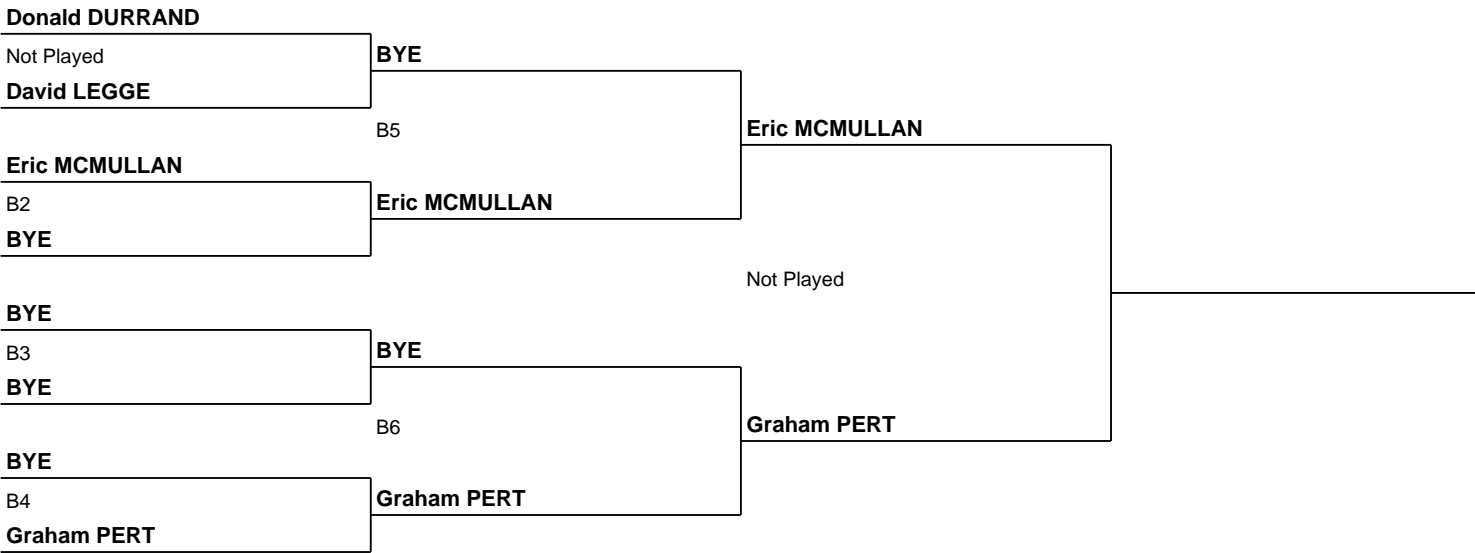 Donald DURRAND
Not Played
BYE
David LEGGE
B5
Eric MCMULLAN
Eric MCMULLAN
B2
Eric MCMULLAN
BYE
Not Played
BYE
B3
BYE
BYE
B6
Graham PERT
BYE
B4
Graham PERT
Graham PERT